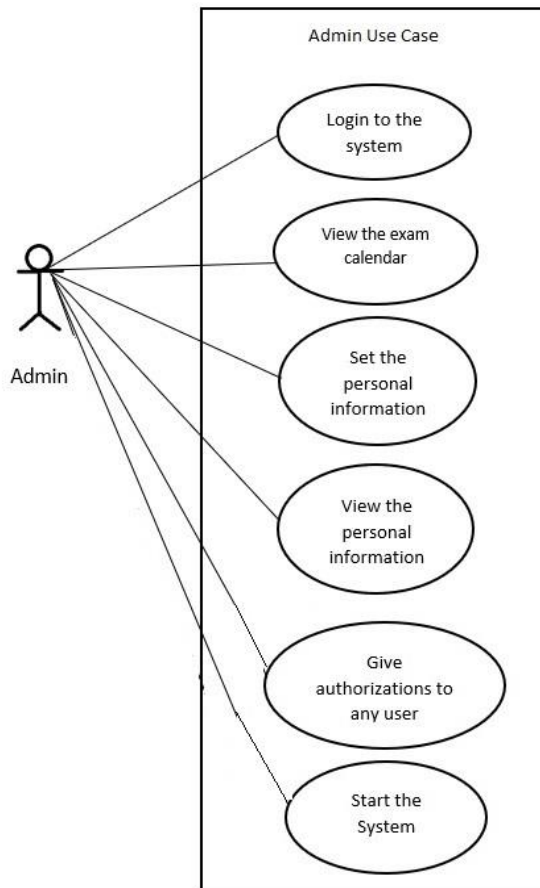 Admin Use Case
Login to the
system
View the exam
calendar
Admin
Set the
personal
information
View the
personal
information
Give
authorizations to
any user
Start the
System